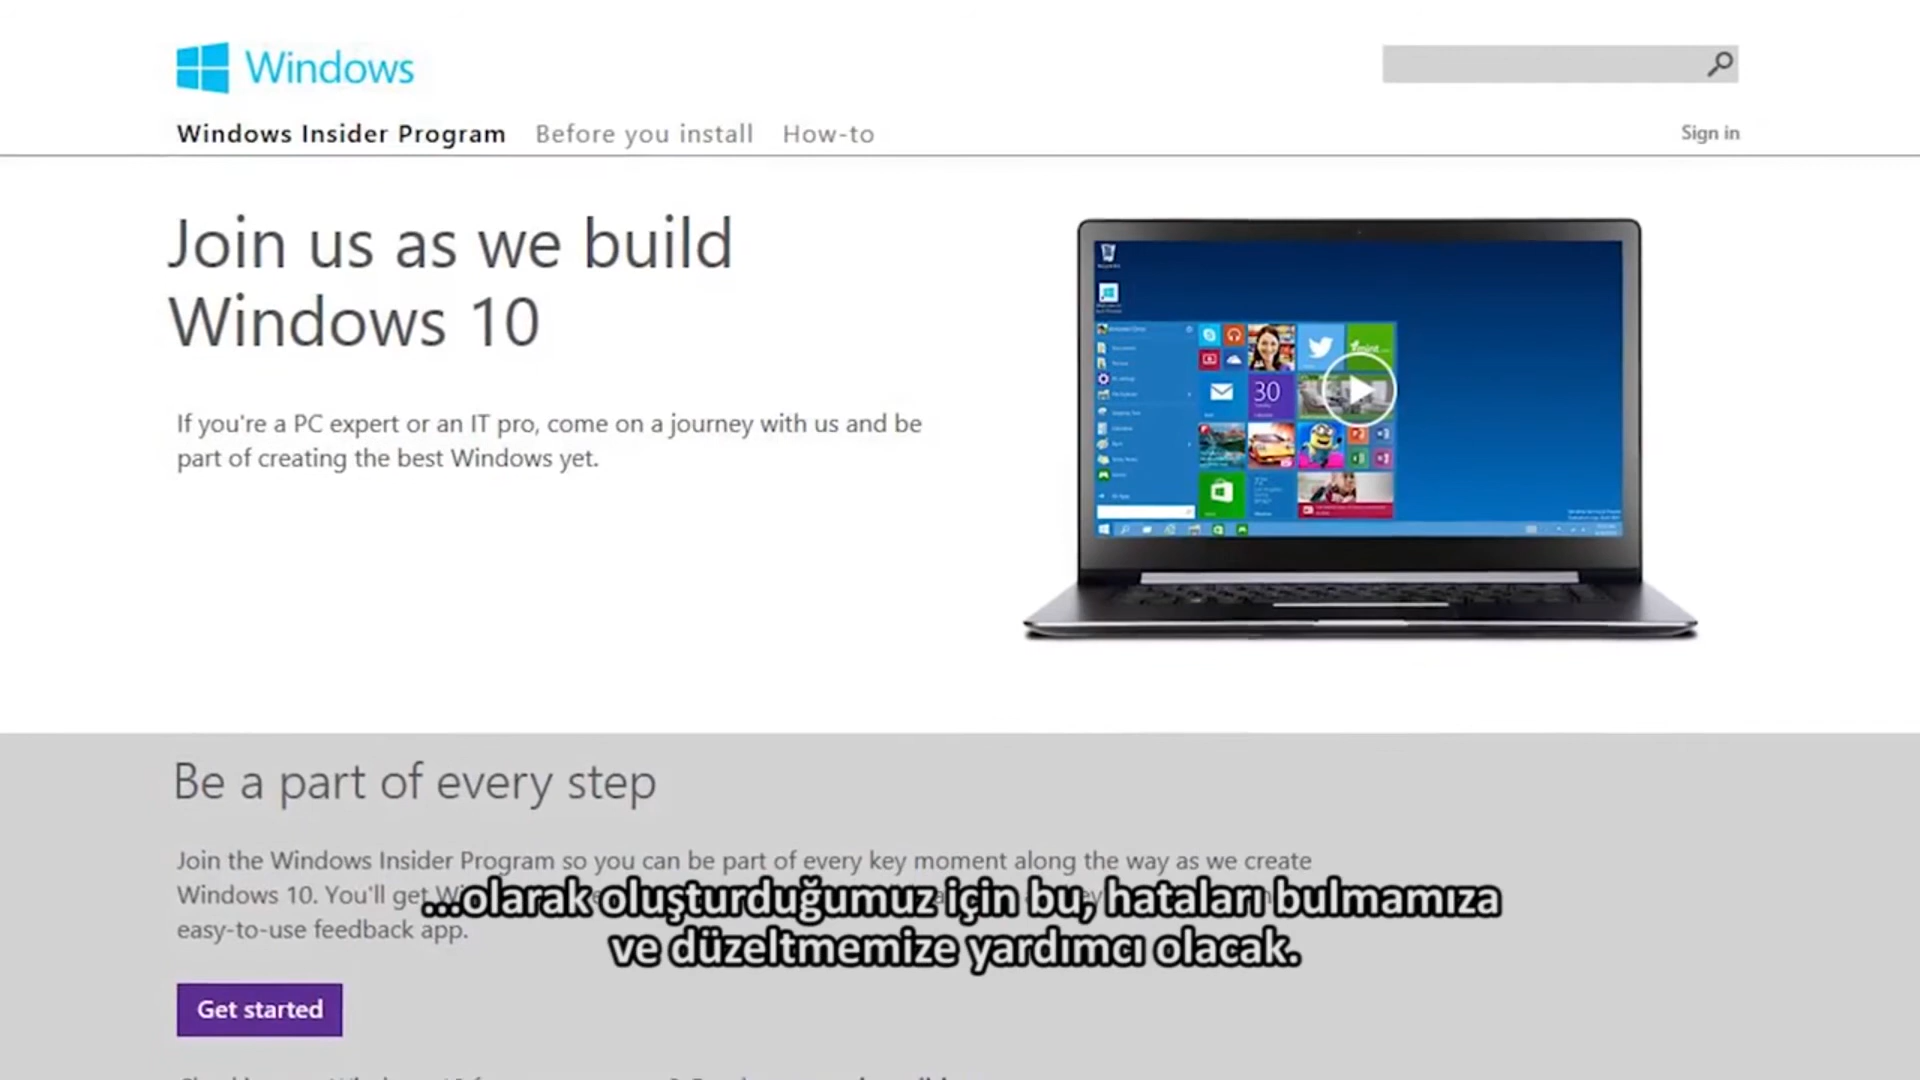 Windows
Windows Insider Program Before you install How-to
Sign in
Join us as we build
Windows 10
If you're a PC expert or an IT pro, come on a journey with us and be
part of creating the best Windows yet.
30
Be a part of every step
Join the Windows Insider Program so you can be part of every key moment along the way as we create
Windows 10. You'll get
easy-to-use feedback app.
...olarak oluşturduğumuz için bu, hataları bulmamıza
ve düzeltmemize yardımcı olacak.
Get started